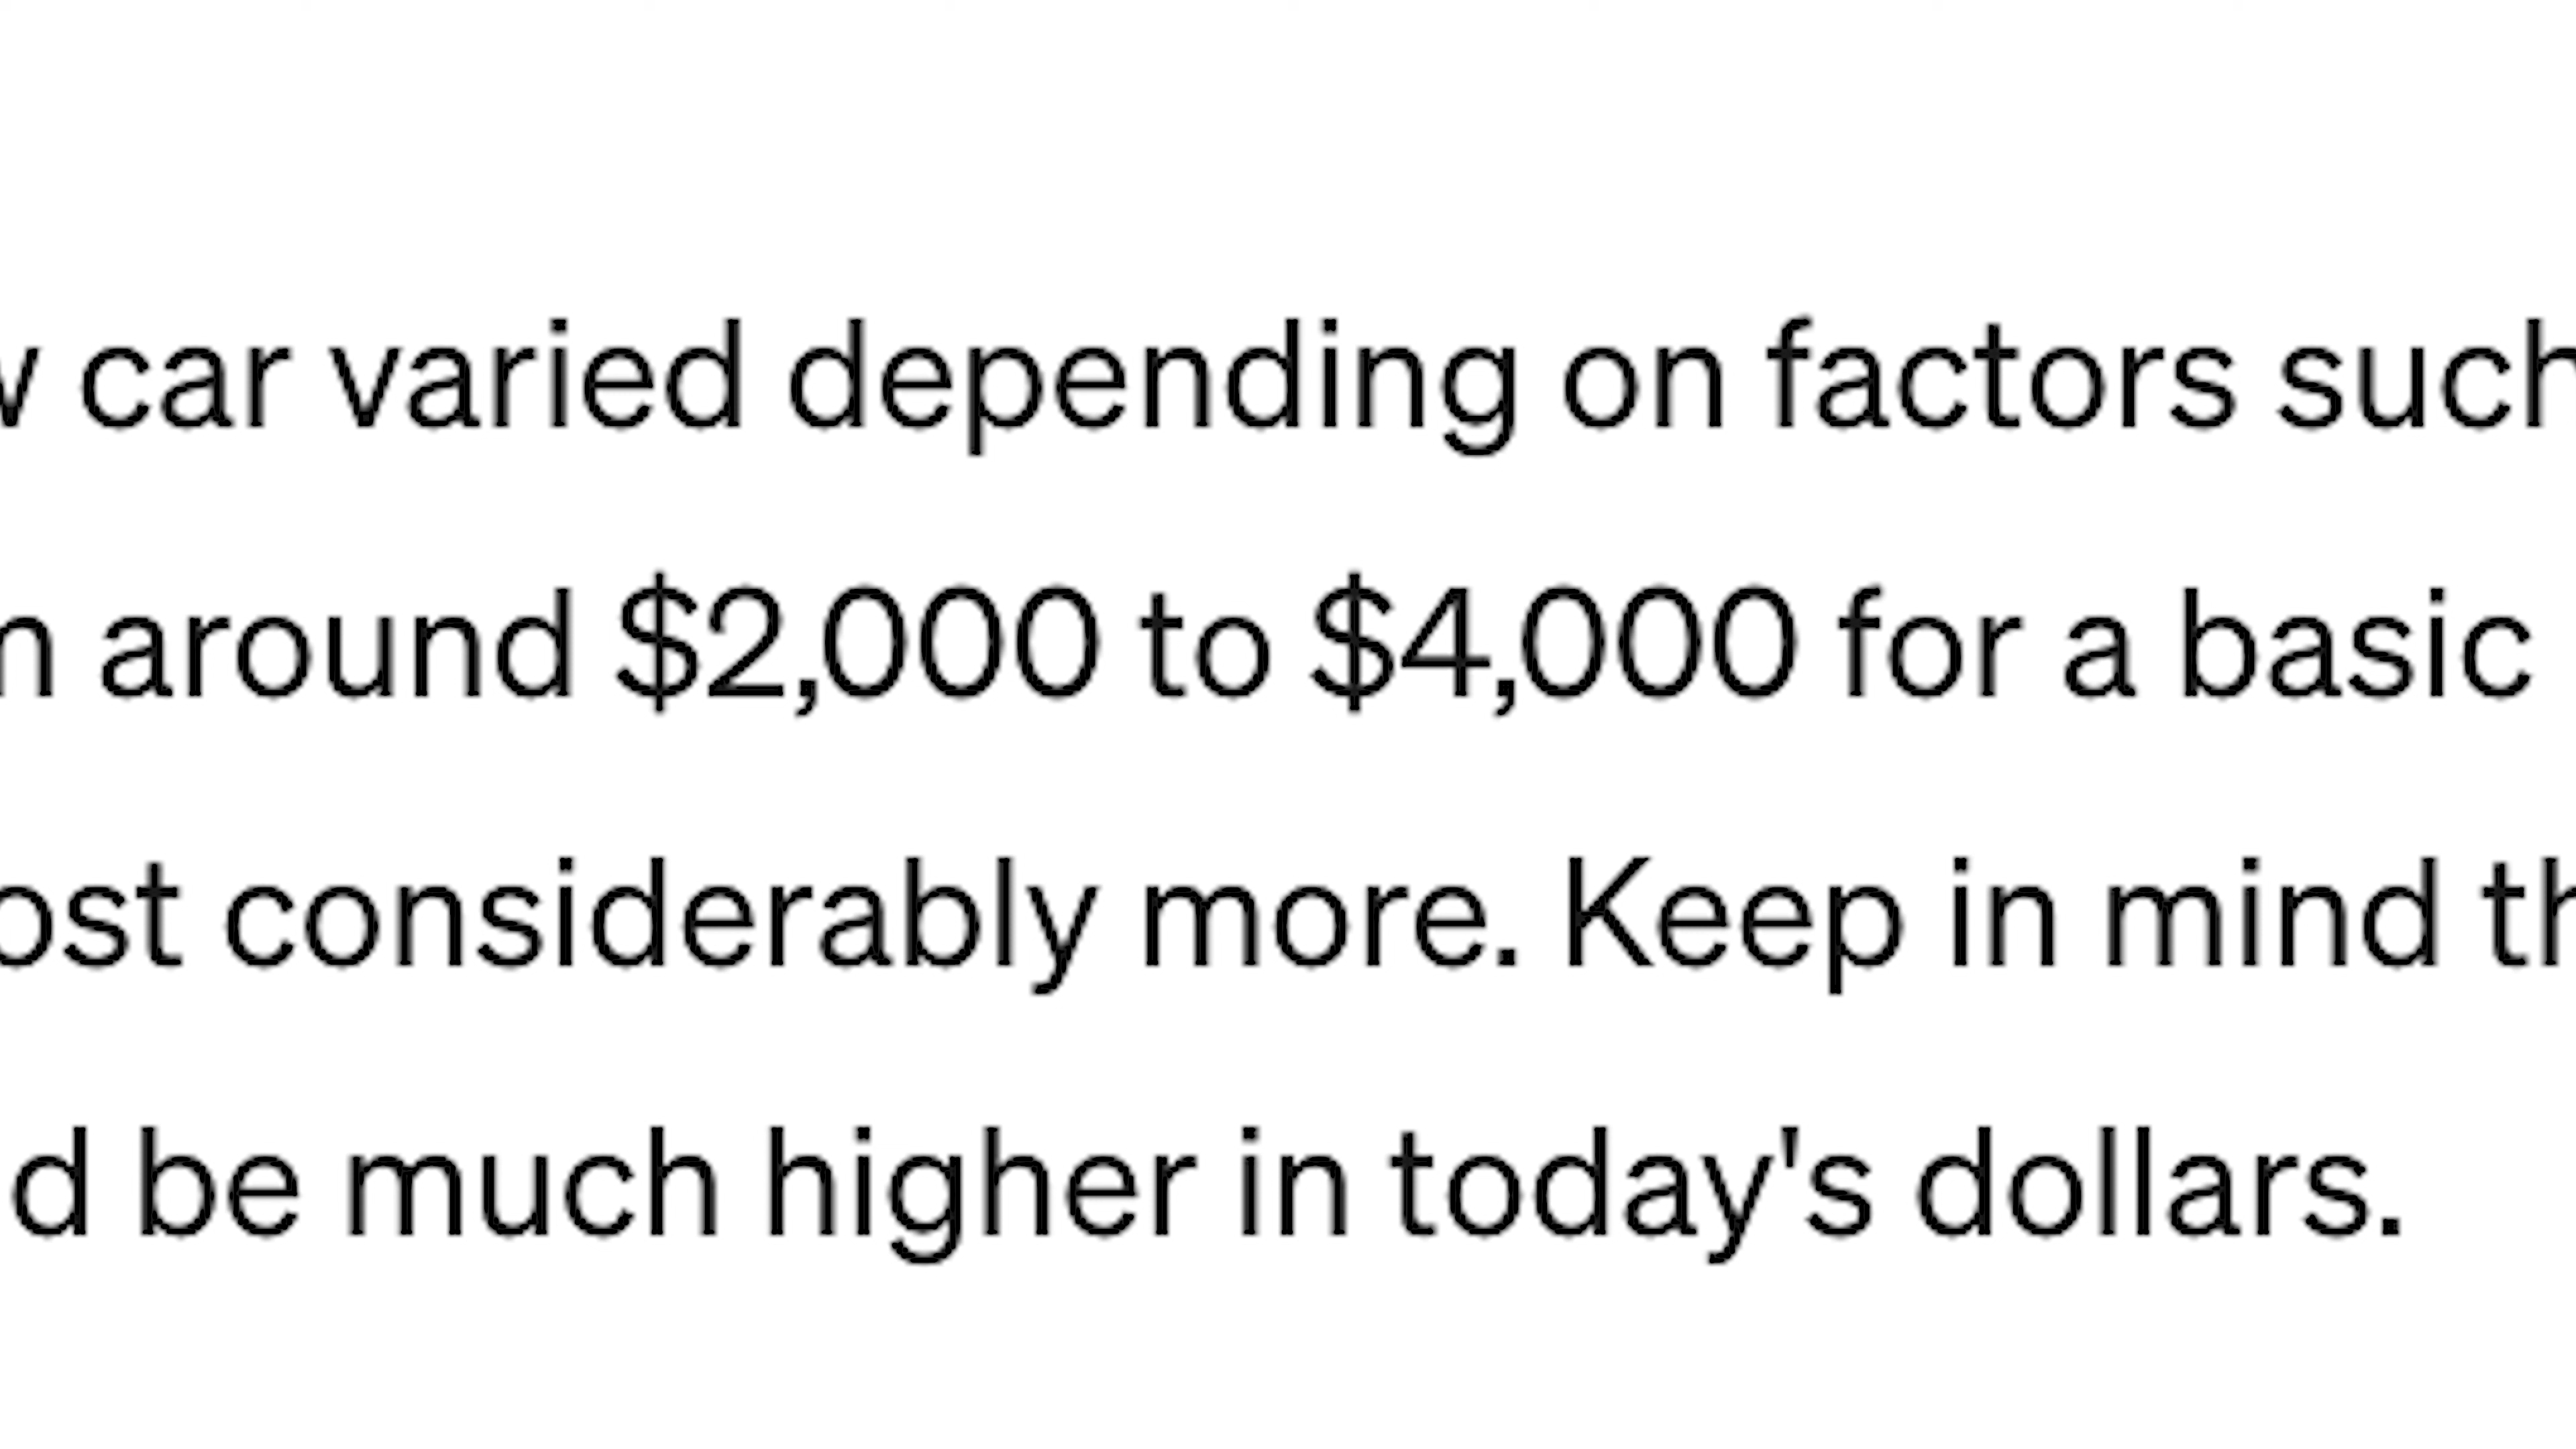 car varied depending on factors such
around $2,000 to $4,000 for a basic
considerably more. Keep in mind
be much higher in today's dollars.